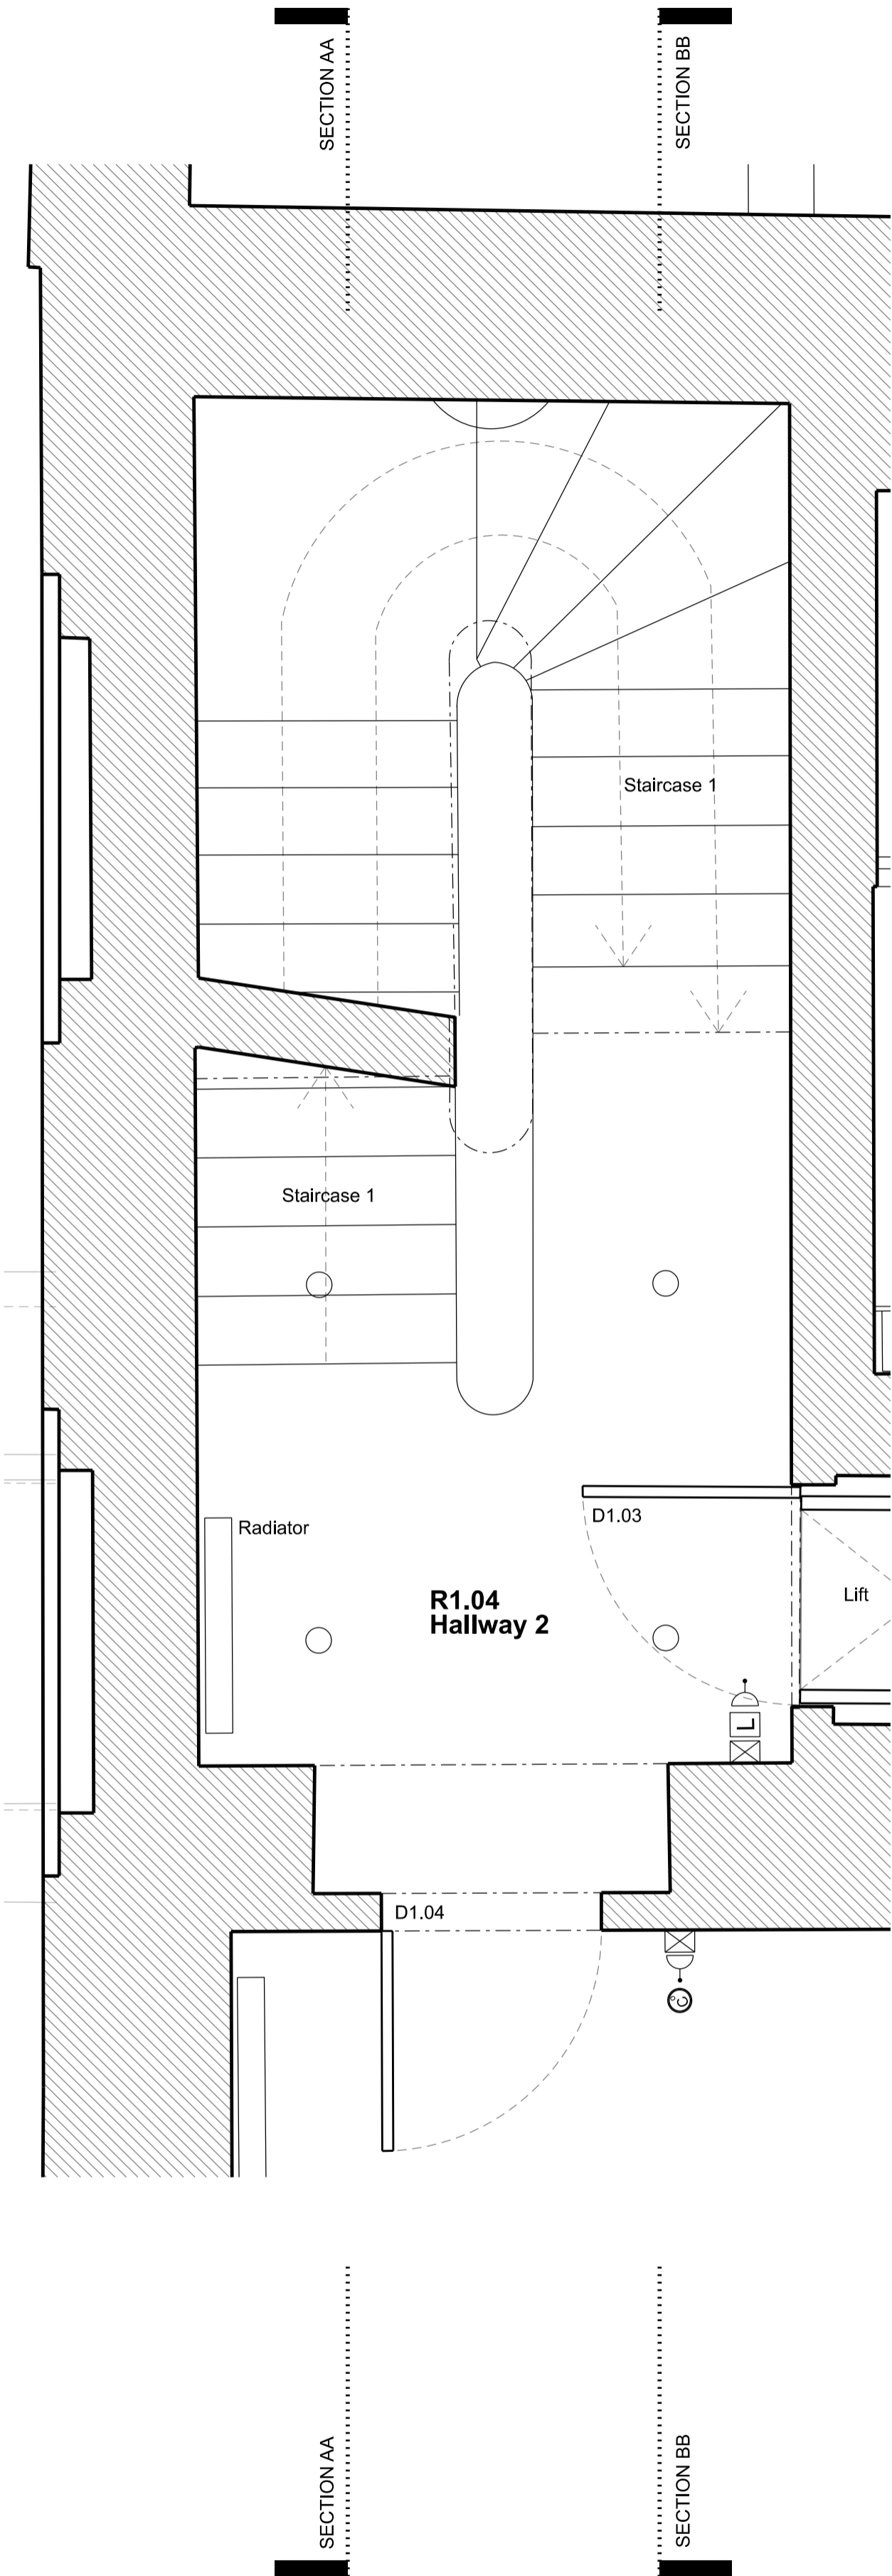 SECTION AA
SECTION BB
Staircase 1
Staircase 1
Radiator
D1.03
R1.04
Hallway 2
Lift
L
D1.04
°C
SECTION AA
SECTION BB